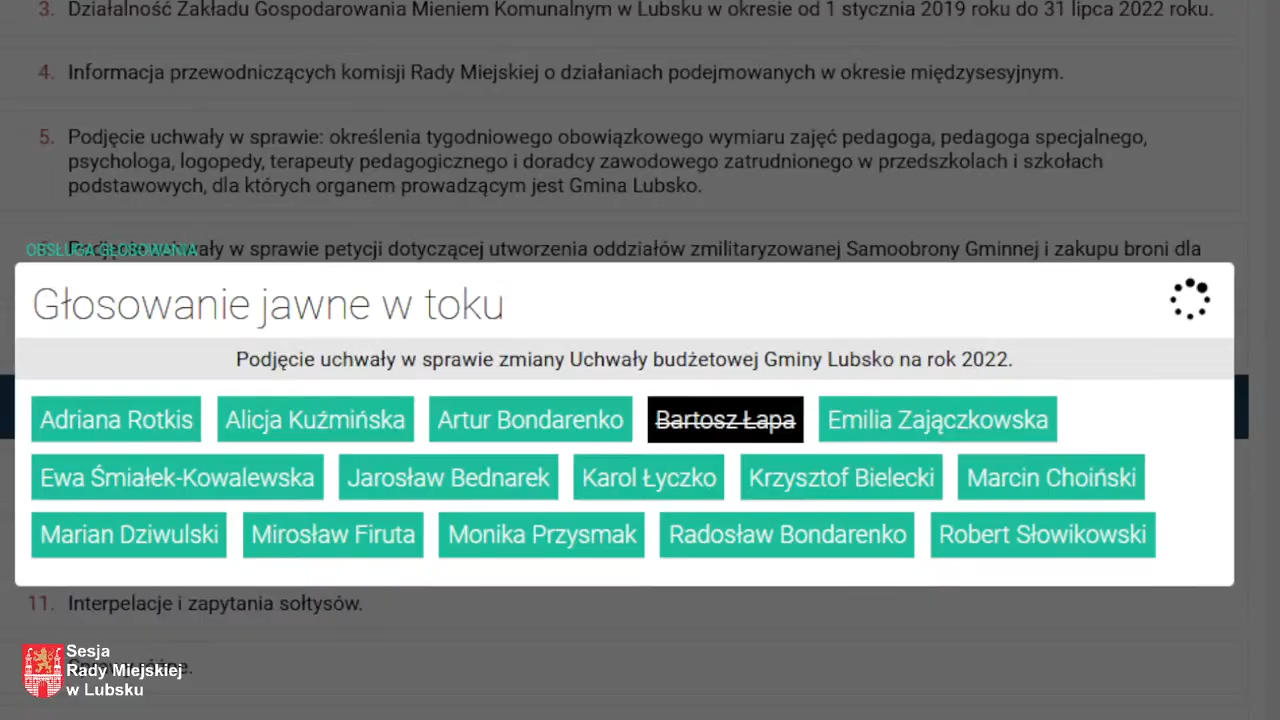 3. Działalność Zakładu Gospodarowania Mieniem Komunalnym w Lubsku w okresie od 1 stycznia 2019 roku do 31 lipca 2022 roku.
4. Informacja przewodniczących komisji Rady Miejskiej o działaniach podejmowanych w okresie międzysesyjnym.
5. Podjęcie uchwały w sprawie: określenia tygodniowego obowiązkowego wymiaru zajęć pedagoga, pedagoga specjalnego,
psychologa, logopedy, terapeuty pedagogicznego i doradcy zawodowego zatrudnionego w przedszkolach i szkołach
podstawowych, dla których organem prowadzącym jest Gmina Lubsko.
OBSŁUGA GŁOSOWANIA
6. Podjęcie uchwały w sprawie petycji dotyczącej utworzenia oddziałów zmilitaryzowanej Samoobrony Gminnej i zakupu broni dla
Głosowanie jawne w toku
Podjęcie uchwały w sprawie zmiany Uchwały budżetowej Gminy Lubsko na rok 2022.
Adriana Rotkis Alicja Kuźmińska Artur Bondarenko Bartosz Łapa Emilia Zajączkowska
Ewa Śmiałek-Kowalewska Jarosław Bednarek Karol Łyczko Krzysztof Bielecki Marcin Choiński
Marian Dziwulski Mirosław Firuta Monika Przysmak Radosław Bondarenko Robert Słowikowski
11. Interpelacje i zapytania sołtysów.
Sesja
Rady Miejskiej
w Lubsku